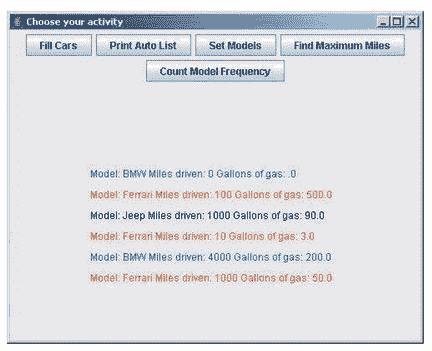 Choose your activity
Fill Cars Print Auto List Set Models Find Maximum Miles
Count Model Frequency
Model: BMW Miles driven: 0 Gallons of gas: .0
Model: Ferrari Miles driven: 100 Gallons of gas: 500.0
Model: Jeep Miles driven: 1000 Gallons of gas: 90.0
Model: Ferrari Miles driven: 10 Gallons of gas: 3.0
Model: BMW Miles driven: 4000 Gallons of gas: 200.0
Model: Ferrari Miles driven: 1000 Gallons of gas: 50.0